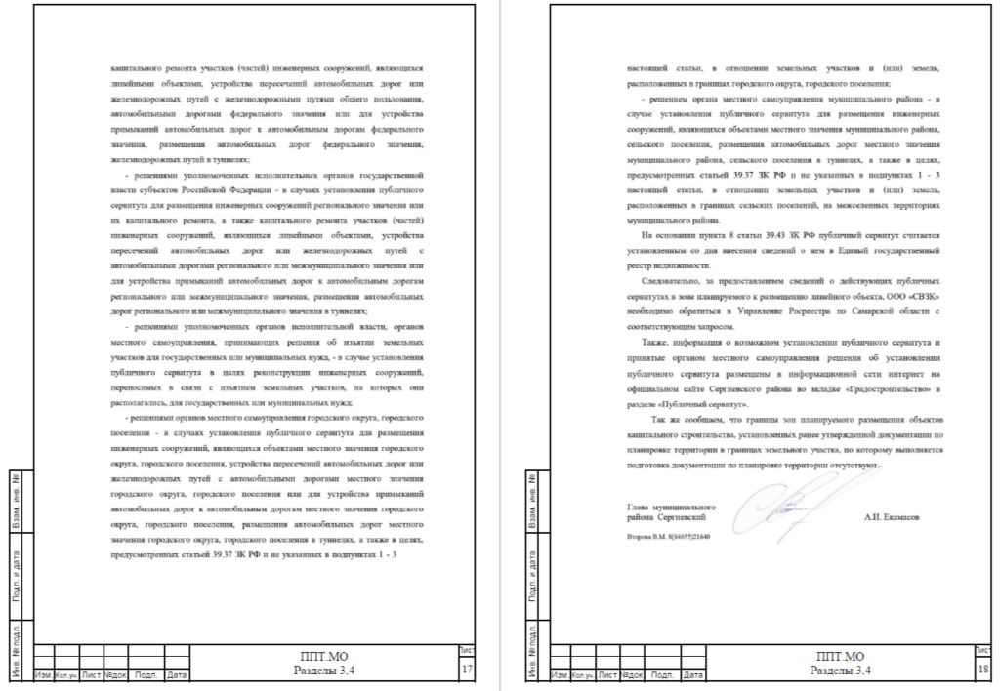 капитального ремонта участков (частей) инженерных сооружений, являющихся
линейными объектами, устройства пересечений автомобильных дорог или
железнодорожных путей с железнодорожными путями общего пользования,
автомобильными дорогами федерального значения или для устройства
примыканий автомобильных дорог к автомобильным дорогам федерального
значения, размещения автомобильных дорог федерального значения,
железнодорожных путей в туннелях;
- решениями уполномоченных исполнительных органов государственной
власти субъектов Российской Федерации - в случаях установления публичного
сервитута для размещения инженерных сооружений регионального значения или
их капитального ремонта, а также капитального ремонта участков (частей)
инженерных сооружений, являющихся линейными объектами, устройства
пересечений автомобильных дорог или железнодорожных путей с
автомобильными дорогами регионального или межмуниципального значения или
для устройства примыканий автомобильных дорог к автомобильным дорогам
регионального или межмуниципального значения, размещения автомобильных
дорог регионального или межмуниципального значения в туннелях;
- решениями уполномоченных органов исполнительной власти, органов
местного самоуправления, принимающих решения об изъятии земельных
участков для государственных или муниципальных нужд, - в случае установления
публичного сервитута в целях реконструкции инженерных сооружений,
переносимых в связи с изъятием земельных участков, на которых они
располагались, для государственных или муниципальных нужд;
- решениями органов местного самоуправления городского округа, городского
поселения - в случаях установления публичного сервитута для размещения
инженерных сооружений, являющихся объектами местного значения городского
округа, городского поселения, устройства пересечений автомобильных дорог или
железнодорожных путей с автомобильными дорогами местного значения
городского округа, городского поселения или для устройства примыканий
автомобильных дорог к автомобильным дорогам местного значения городского
округа, городского поселения, размещения автомобильных дорог местного
значения городского округа, городского поселения в туннелях, а также в целях,
предусмотренных статьей 39.37 ЗК РФ и не указанных в подпунктах 1 - 3
Взам. инв. №
Подп. и дата
Инв. № подл.
Изм. Кол.уч. Лист №док. Подп. Дата
ППТ.МО
Разделы 3,4
Лист
17
настоящей статьи, в отношении земельных участков и (или) земель,
расположенных в границах городского округа, городского поселения;
- решением органа местного самоуправления муниципального района - в
случае установления публичного сервитута для размещения инженерных
сооружений, являющихся объектами местного значения муниципального района,
сельского поселения, размещения автомобильных дорог местного значения
муниципального района, сельского поселения в туннелях, а также в целях,
предусмотренных статьей 39.37 ЗК РФ и не указанных в подпунктах 1 - 3
настоящей статьи, в отношении земельных участков и (или) земель,
расположенных в границах сельских поселений, на межселенных территориях
муниципального района.
На основании пункта 8 статьи 39.43 ЗК РФ публичный сервитут считается
установленным со дня внесения сведений о нем в Единый государственный
реестр недвижимости.
Следовательно, за предоставлением сведений о действующих публичных
сервитутах в зоне планируемого к размещению линейного объекта, ООО «СВЗК»
необходимо обратиться в Управление Росреестра по Самарской области с
соответствующим запросом.
Также, информация о возможном установлении публичного сервитута и
принятые органом местного самоуправления решения об установлении
публичного сервитута размещены в информационной сети интернет на
официальном сайте Сергиевского района во вкладке «Градостроительство» в
разделе «Публичный сервитут».
Так же сообщаем, что границы зон планируемого размещения объектов
капитального строительства, установленных ранее утвержденной документации по
планировке территории в границах земельного участка, по которому выполняется
подготовка документации по планировке территории отсутствуют.
Глава муниципального
района Сергиевский
А.И. Екамасов
Второва В.М. 8(84655)21640
Взам. инв. №
Подп. и дата
Инв. № подл.
Изм. Кол.уч. Лист №док. Подп. Дата
ППТ.МО
Разделы 3,4
Лист
18